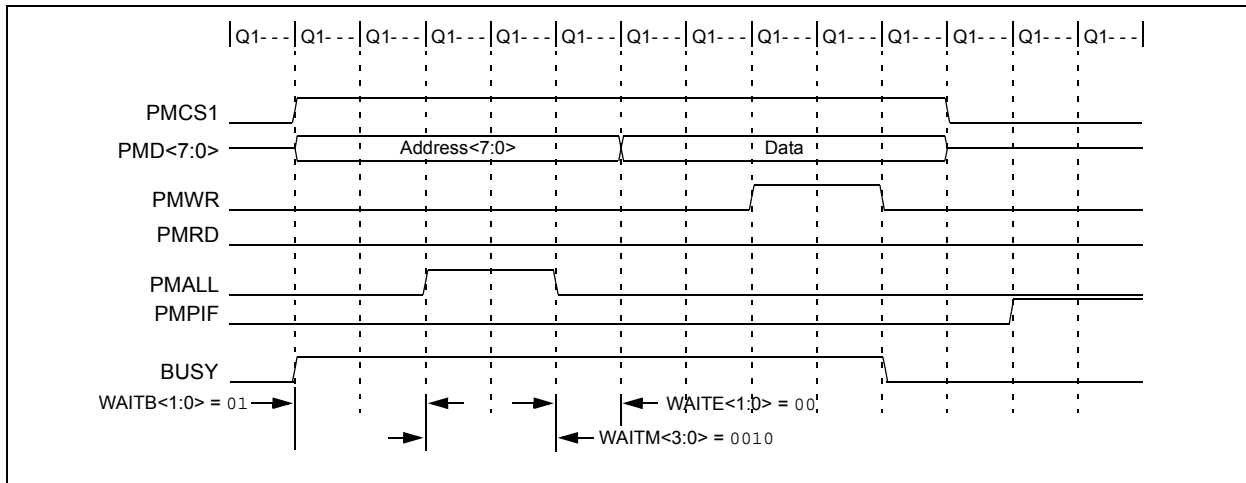 Q1- - - Q1- - - Q1- - - Q1- - - Q1- - - Q1- - - Q1- - - Q1- - - Q1- - - Q1- - - Q1- - - Q1- - - Q1- - - Q1- - -
PMCS1
PMD<7:0> Address<7:0> Data
PMWR
PMRD
PMALL
PMPIF
BUSY
WAITB<1:0> = 01 WAITE<1:0> = 00
WAITM<3:0> = 0010